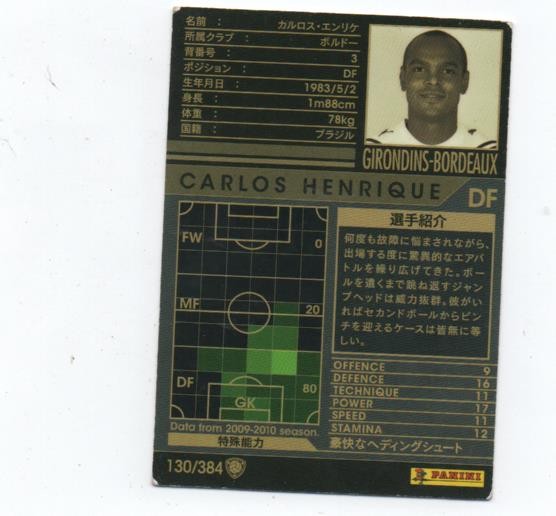 名前 : カルロス・エンリケ
所属クラブ : ボルドー
背番号 : 3
ポジション : DF
生年月日 : 1983/5/2
身長 : 1m88cm
体重 : 78kg
国籍 : ブラジル
GIRONDINS-BORDEAUX
CARLOS HENRIQUE DF
FW 0
MF 20
DF 80
GK
Data from 2009-2010 season.
選手紹介
何度も故障に悩まされながら、
出場する度に驚異的なエアバ
トルを繰り広げてきた。ボー
ルを遠くまで跳ね返すジャン
プヘッドは威力抜群。彼がい
ればセカンドボールからピン
チを迎えるケースは皆無に等
しい。
OFFENCE 9
DEFENCE 16
TECHNIQUE 11
POWER 17
SPEED 11
STAMINA 12
特殊能力 豪快なヘディングシュート
130/384
PANINI